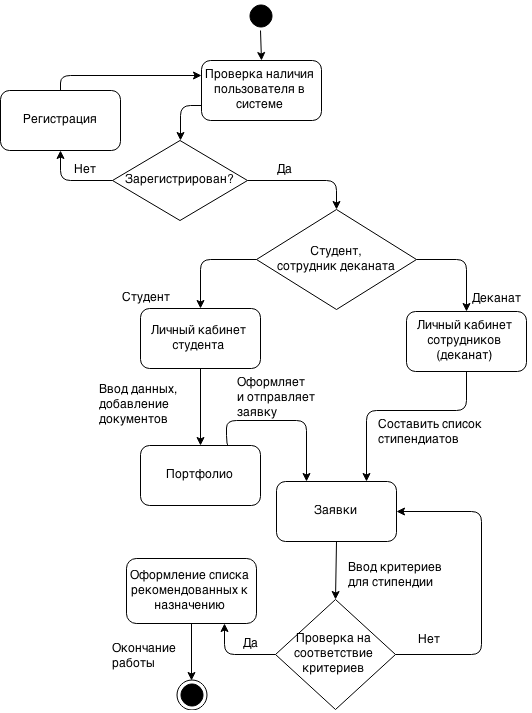 Проверка наличия
пользователя в
системе
Регистрация
Нет
Зарегистрирован?
Да
Студент,
сотрудник деканата
Студент
Деканат
Личный кабинет
студента
Личный кабинет
сотрудников
(деканат)
Ввод данных,
добавление
документов
Оформляет
и отправляет
заявку
Составить список
стипендиатов
Портфолио
Заявки
Ввод критериев
для стипендии
Оформление списка
рекомендованных к
назначению
Проверка на
соответствие
критериев
Да
Нет
Окончание
работы